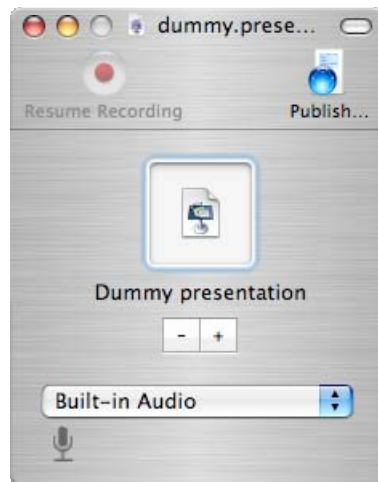 dummy.prese...
Resume Recording Publish...
Dummy presentation
- +
Built-in Audio